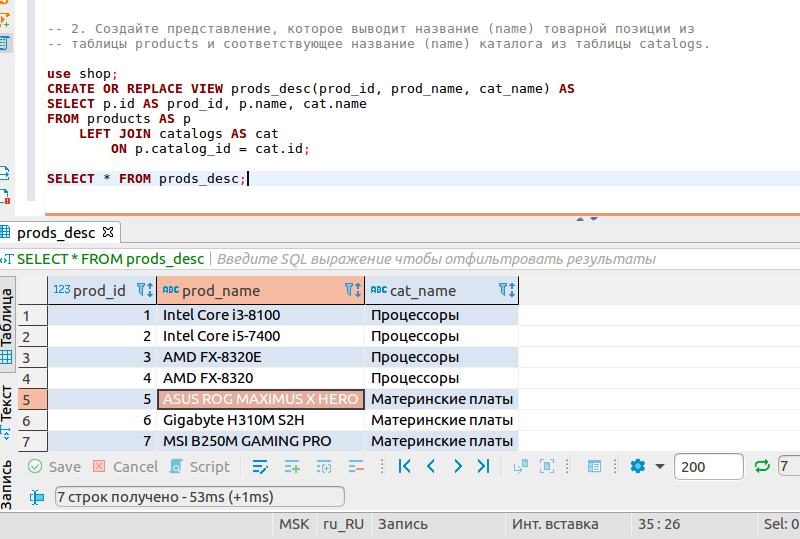 -- 2. Создайте представление, которое выводит название (name) товарной позиции из
-- таблицы products и соответствующее название (name) каталога из таблицы catalogs.
use shop;
CREATE OR REPLACE VIEW prods_desc(prod_id, prod_name, cat_name) AS
SELECT p.id AS prod_id, p.name, cat.name
FROM products AS p
LEFT JOIN catalogs AS cat
ON p.catalog_id = cat.id;
SELECT * FROM prods_desc;
prods_desc
SELECT * FROM prods_desc Введите SQL выражение чтобы отфильтровать результаты
Таблица
Текст
Запись
123 prod_id ABC prod_name ABC cat_name
1 1 Intel Core i3-8100 Процессоры
2 2 Intel Core i5-7400 Процессоры
3 3 AMD FX-8320E Процессоры
4 4 AMD FX-8320 Процессоры
5 5 ASUS ROG MAXIMUS X HERO Материнские платы
6 6 Gigabyte H310M S2H Материнские платы
7 7 MSI B250M GAMING PRO Материнские платы
Save Cancel Script 200 7
7 строк получено - 53ms (+1ms)
MSK ru_RU Запись Инт. вставка 35 : 26 Sel: 0